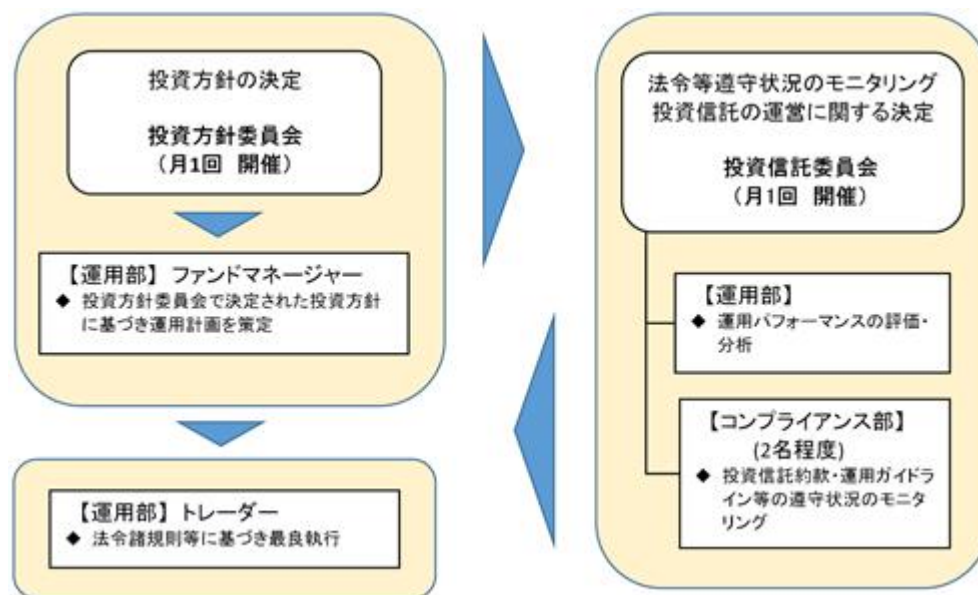 投資方針の決定
投資方針委員会
（月1回　開催）
【運用部】 ファンドマネージャー
◆ 投資方針委員会で決定された投資方針
に基づき運用計画を策定
【運用部】 トレーダー
◆ 法令諸規則等に基づき最良執行
法令等遵守状況のモニタリング
投資信託の運営に関する決定
投資信託委員会
（月1回　開催）
【運用部】
◆ 運用パフォーマンスの評価・
分析
【コンプライアンス部】
(2名程度)
◆ 投資信託約款・運用ガイドラ
イン等の遵守状況のモニタ
リング